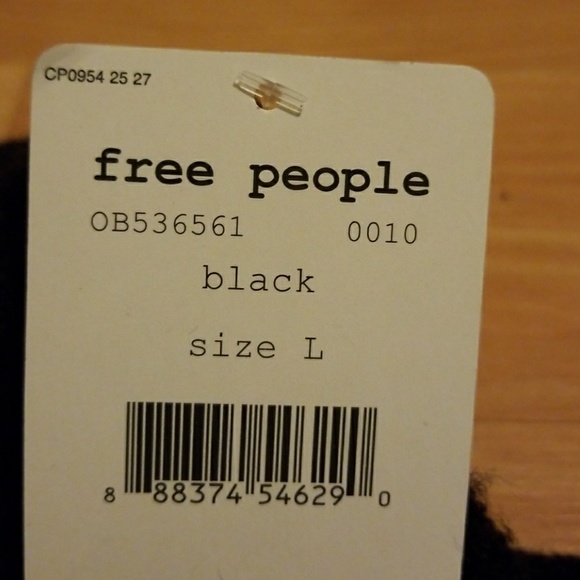 CP0954 25 27
free people
OB536561 0010
black
size L
8 88374 54629 0